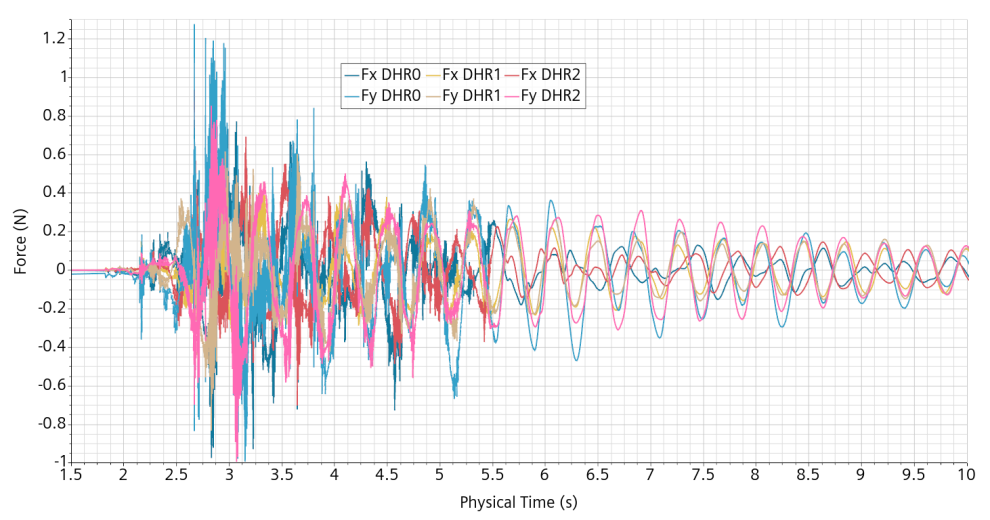 1.2
1
0.8
0.6
0.4
0.2
0
-0.2
-0.4
-0.6
-0.8
-1
Force (N)
Fx DHR0 Fx DHR1 Fx DHR2
Fy DHR0 Fy DHR1 Fy DHR2
1.5 2 2.5 3 3.5 4 4.5 5 5.5 6 6.5 7 7.5 8 8.5 9 9.5 10
Physical Time (s)